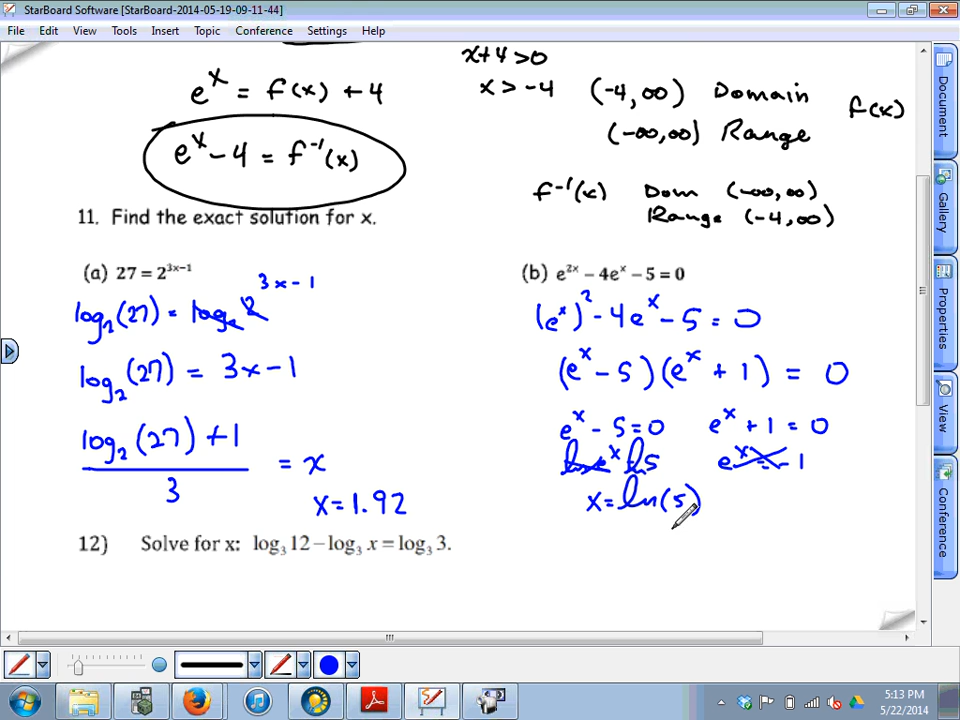 StarBoard Software [StarBoard-2014-05-19-09-11-44]
File Edit View Tools Insert Topic Conference Settings Help
x+4>0
e^x = f(x) + 4
x > -4 (-4, ∞) Domain
f(x)
(-∞, ∞) Range
e^x - 4 = f^-1(x)
f^-1(x) Dom (-∞, ∞)
Range (-4, ∞)
11. Find the exact solution for x.
(a) 27 = 2^3x-1
3x-1
log₂(27) = log₂ 2
log₂(27) = 3x-1
log₂(27) + 1
3
= x
x = 1.92
(b) e^2x - 4e^x - 5 = 0
(e^x)^2 - 4e^x - 5 = 0
(e^x - 5)(e^x + 1) = 0
e^x - 5 = 0 e^x + 1 = 0
ln e^x ln 5 e^x = -1
x = ln(5)
12) Solve for x: log₃ 12 – log₃ x = log₃ 3.
Document
Gallery
Properties
View
Conference
5:13 PM
5/22/2014